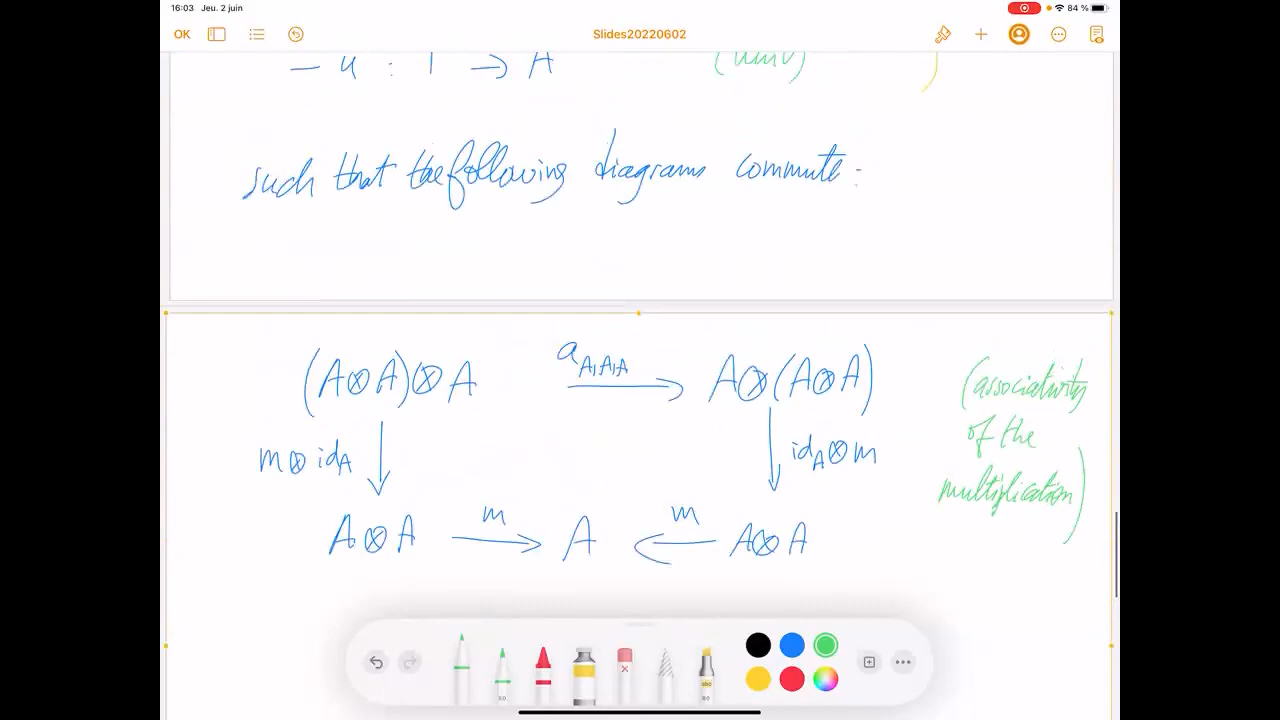 16:03 Jeu. 2 juin
84 %
OK
Slides20220602
— u : 1 → A (unit)
such that the following diagrams commute :
(A⊗A)⊗A a_{A,A,A} → A⊗(A⊗A)
m⊗id_A ↓ ↓ id_A⊗m
A⊗A m → A ← m A⊗A
(associativity
of the
multiplication)